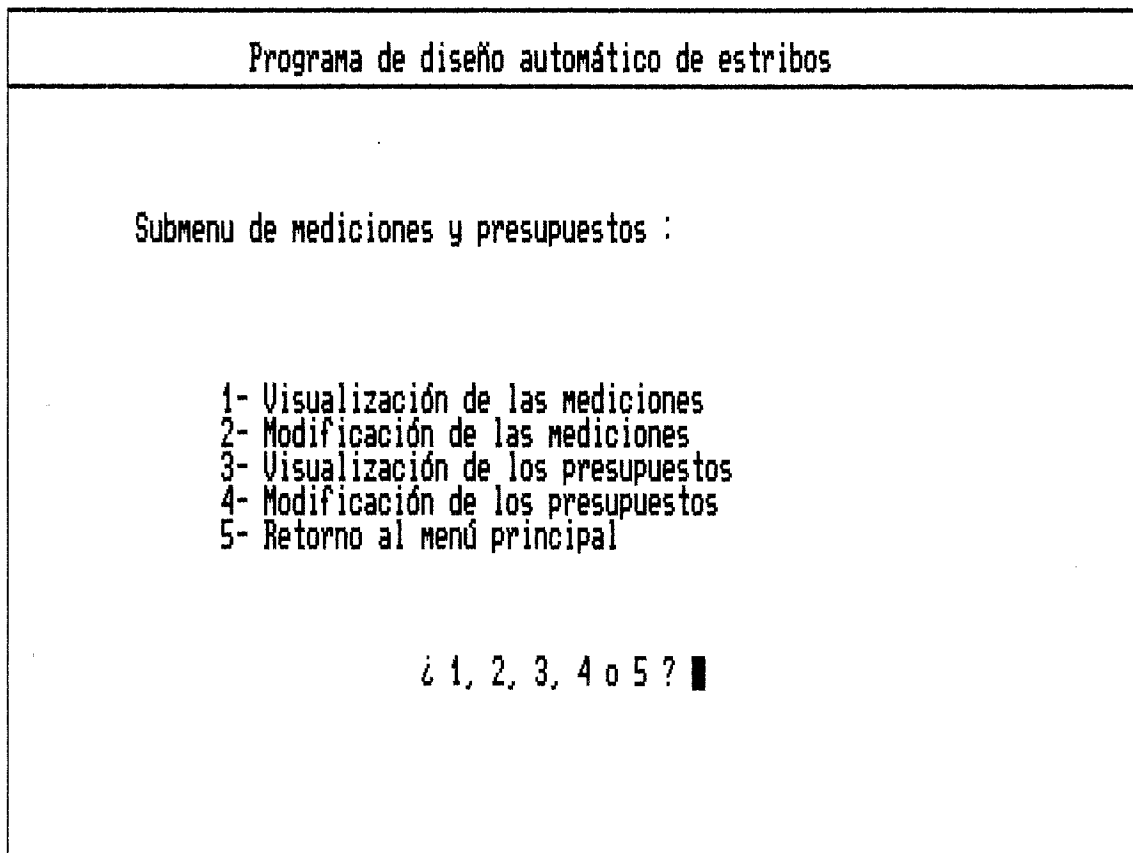 Programa de diseño automático de estribos
Submenu de mediciones y presupuestos :
1- Visualización de las mediciones
2- Modificación de las mediciones
3- Visualización de los presupuestos
4- Modificación de los presupuestos
5- Retorno al menú principal
¿ 1, 2, 3, 4 o 5 ?